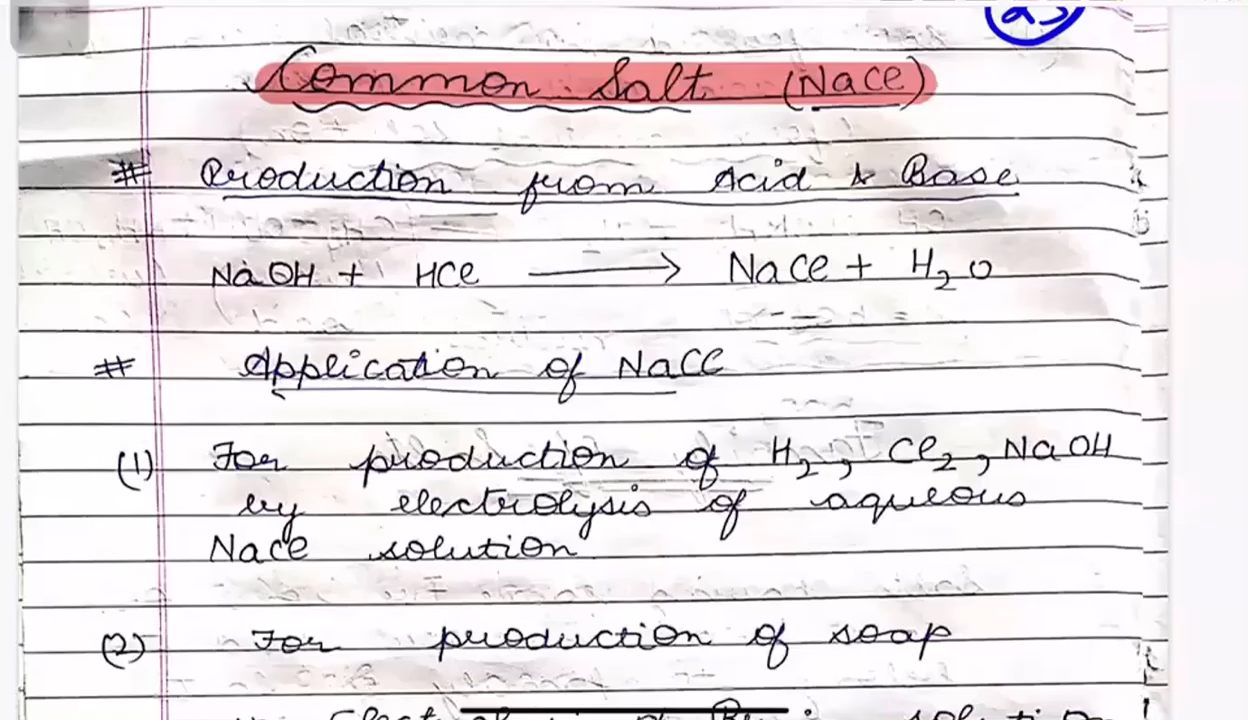 Common Salt (NaCl)
# Production from Acid & Base
NaOH + HCl ⟶ NaCl + H₂O
# Application of NaCl
(1) For production of H₂, Cl₂, NaOH
by electrolysis of aqueous
NaCl solution
(2) For production of soap